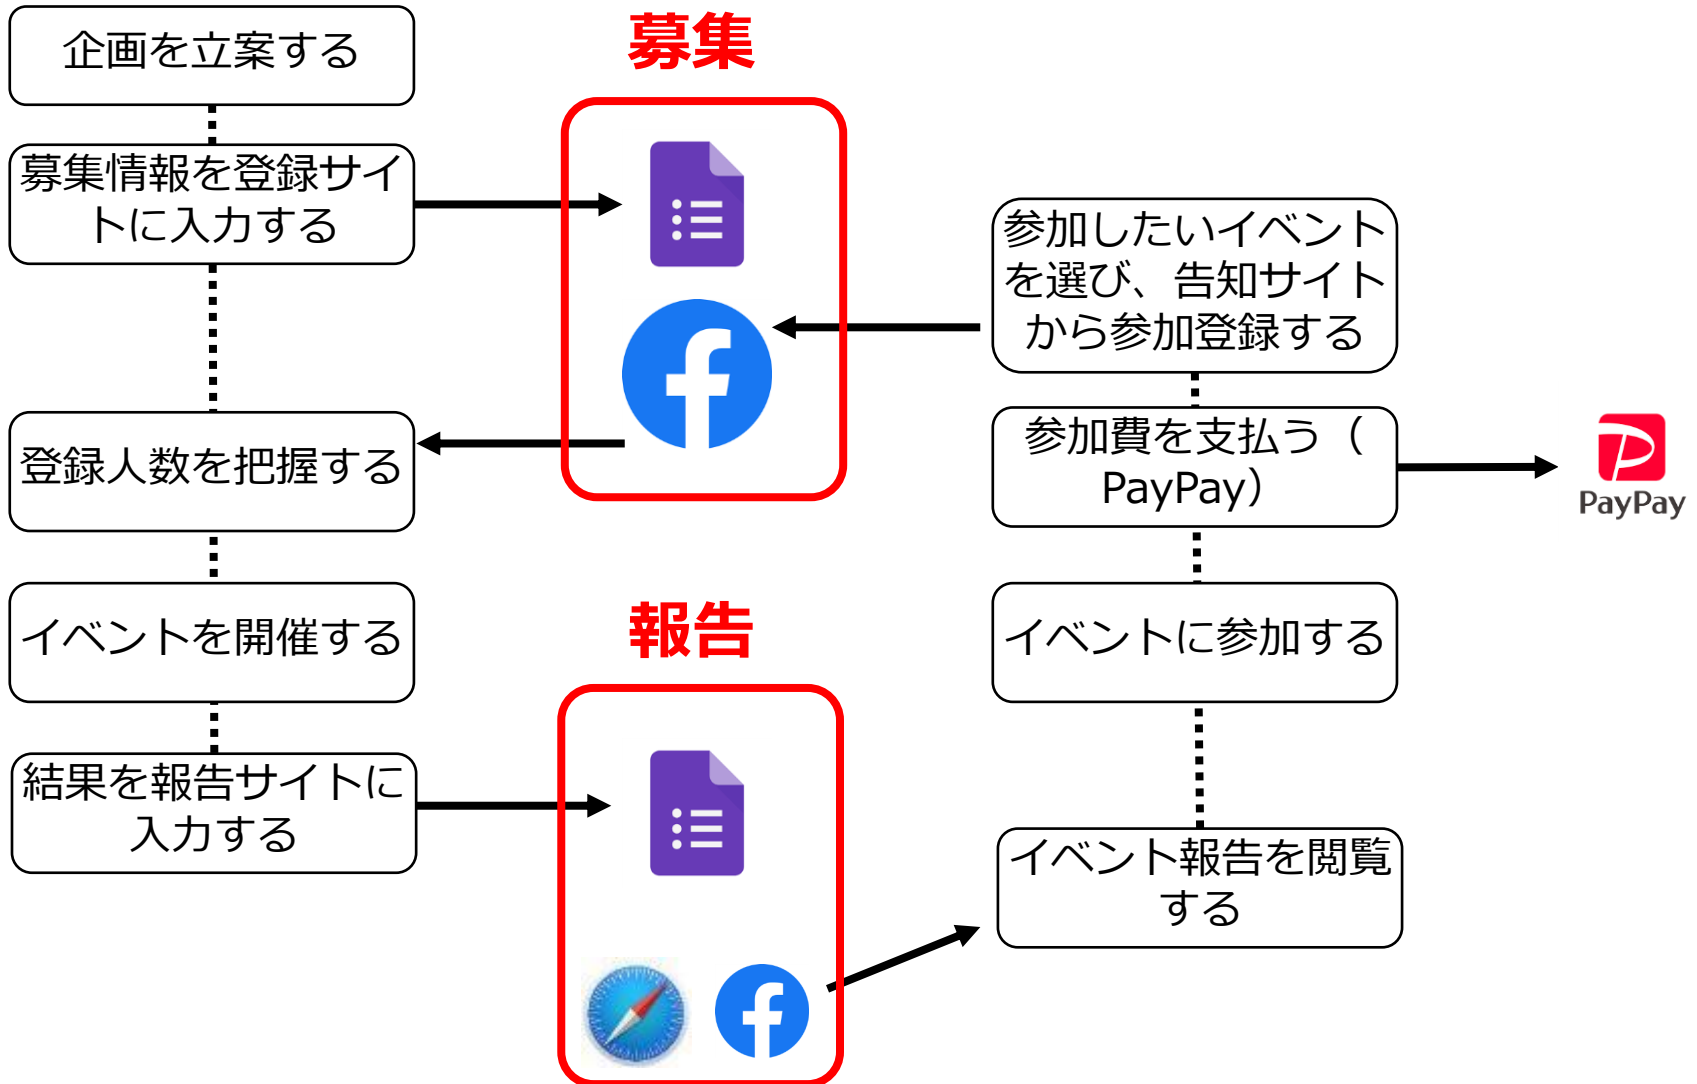 企画を立案する
募集情報を登録サイ
トに入力する
登録人数を把握する
イベントを開催する
結果を報告サイトに
入力する
募集
報告
参加したいイベント
を選び、告知サイト
から参加登録する
参加費を支払う（
PayPay）
イベントに参加する
イベント報告を閲覧
する
PayPay